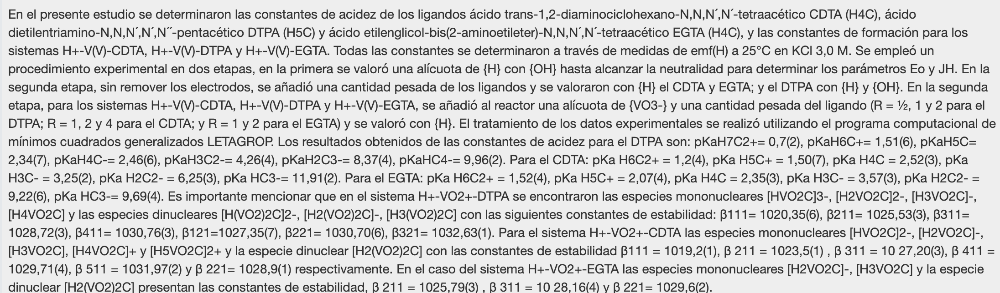 En el presente estudio se determinaron las constantes de acidez de los ligandos ácido trans-1,2-diaminociclohexano-N,N,N´,N´-tetraacético CDTA (H4C), ácido
dietilentriamino-N,N,N´,N´,N˝-pentacético DTPA (H5C) y ácido etilenglicol-bis(2-aminoetileter)-N,N,N´,N´-tetraacético EGTA (H4C), y las constantes de formación para los
sistemas H+-V(V)-CDTA, H+-V(V)-DTPA y H+-V(V)-EGTA. Todas las constantes se determinaron a través de medidas de emf(H) a 25°C en KCl 3,0 M. Se empleó un
procedimiento experimental en dos etapas, en la primera se valoró una alícuota de {H} con {OH} hasta alcanzar la neutralidad para determinar los parámetros Eo y JH. En la
segunda etapa, sin remover los electrodos, se añadió una cantidad pesada de los ligandos y se valoraron con {H} el CDTA y EGTA; y el DTPA con {H} y {OH}. En la segunda
etapa, para los sistemas H+-V(V)-CDTA, H+-V(V)-DTPA y H+-V(V)-EGTA, se añadió al reactor una alícuota de {VO3-} y una cantidad pesada del ligando (R = ½, 1 y 2 para el
DTPA; R = 1, 2 y 4 para el CDTA; y R = 1 y 2 para el EGTA) y se valoró con {H}. El tratamiento de los datos experimentales se realizó utilizando el programa computacional de
mínimos cuadrados generalizados LETAGROP. Los resultados obtenidos de las constantes de acidez para el DTPA son: pKaH7C2+= 0,7(2), pKaH6C+= 1,51(6), pKaH5C=
2,34(7), pKaH4C-= 2,46(6), pKaH3C2-= 4,26(4), pKaH2C3-= 8,37(4), pKaHC4-= 9,96(2). Para el CDTA: pKa H6C2+ = 1,2(4), pKa H5C+ = 1,50(7), pKa H4C = 2,52(3), pKa
H3C- = 3,25(2), pKa H2C2- = 6,25(3), pKa HC3-= 11,91(2). Para el EGTA: pKa H6C2+ = 1,52(4), pKa H5C+ = 2,07(4), pKa H4C = 2,35(3), pKa H3C- = 3,57(3), pKa H2C2- =
9,22(6), pKa HC3-= 9,69(4). Es importante mencionar que en el sistema H+-VO2+-DTPA se encontraron las especies mononucleares [HVO2C]3-, [H2VO2C]2-, [H3VO2C]-,
[H4VO2C] y las especies dinucleares [H(VO2)2C]2-, [H2(VO2)2C]-, [H3(VO2)2C] con las siguientes constantes de estabilidad: β111= 1020,35(6), β211= 1025,53(3), β311=
1028,72(3), β411= 1030,76(3), β121=1027,35(7), β221= 1030,70(6), β321= 1032,63(1). Para el sistema H+-VO2+-CDTA las especies mononucleares [HVO2C]2-, [H2VO2C]-,
[H3VO2C], [H4VO2C]+ y [H5VO2C]2+ y la especie dinuclear [H2(VO2)2C] con las constantes de estabilidad β111 = 1019,2(1), β 211 = 1023,5(1) , β 311 = 10 27,20(3), β 411 =
1029,71(4), β 511 = 1031,97(2) y β 221= 1028,9(1) respectivamente. En el caso del sistema H+-VO2+-EGTA las especies mononucleares [H2VO2C]-, [H3VO2C] y la especie
dinuclear [H2(VO2)2C] presentan las constantes de estabilidad, β 211 = 1025,79(3) , β 311 = 10 28,16(4) y β 221= 1029,6(2).